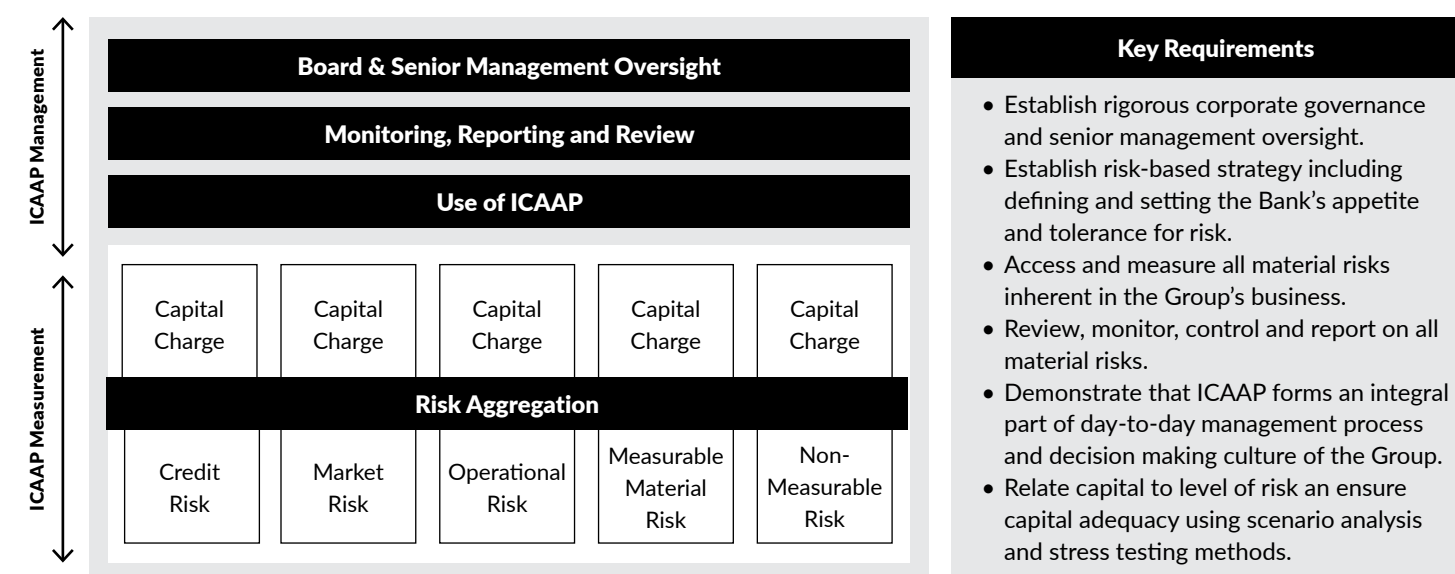 ICAAP Management
Board & Senior Management Oversight
Monitoring, Reporting and Review
Use of ICAAP
ICAAP Measurement
Capital
Charge
Capital
Charge
Capital
Charge
Capital
Charge
Capital
Charge
Risk Aggregation
Credit
Risk
Market
Risk
Operational
Risk
Measurable
Material
Risk
Non-
Measurable
Risk
Key Requirements
• Establish rigorous corporate governance
and senior management oversight.
• Establish risk-based strategy including
defining and setting the Bank’s appetite
and tolerance for risk.
• Access and measure all material risks
inherent in the Group’s business.
• Review, monitor, control and report on all
material risks.
• Demonstrate that ICAAP forms an integral
part of day-to-day management process
and decision making culture of the Group.
• Relate capital to level of risk an ensure
capital adequacy using scenario analysis
and stress testing methods.